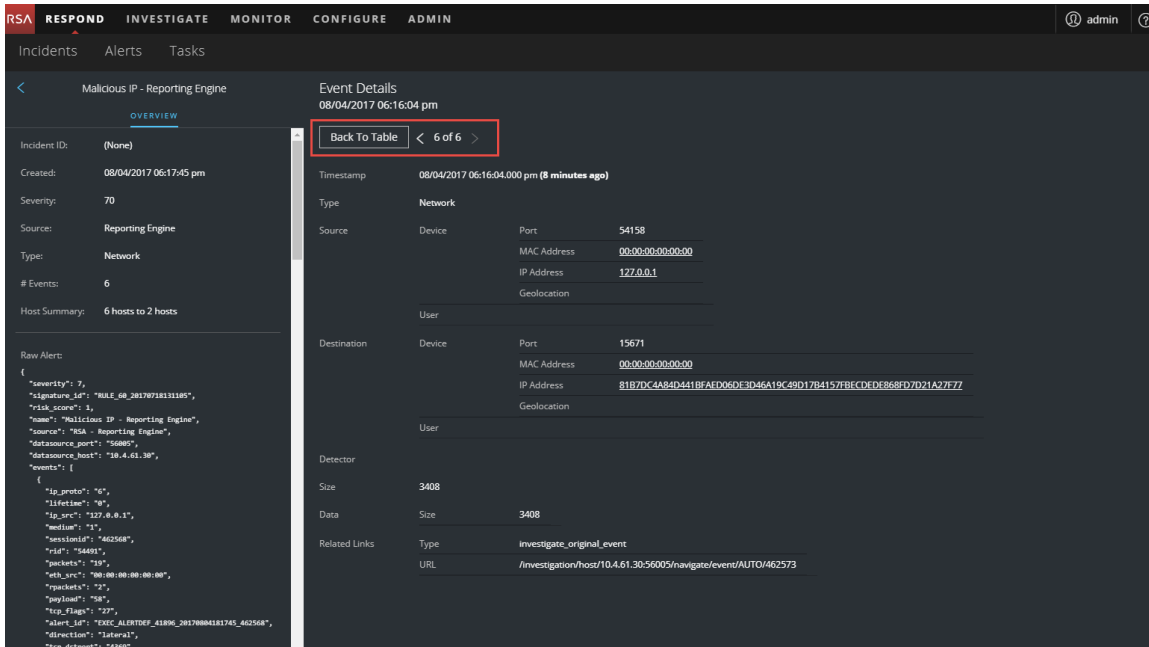 RSA RESPOND INVESTIGATE MONITOR CONFIGURE ADMIN admin ?
Incidents Alerts Tasks
Malicious IP - Reporting Engine
OVERVIEW
Incident ID: (None)
Created: 08/04/2017 06:17:45 pm
Severity: 70
Source: Reporting Engine
Type: Network
# Events: 6
Host Summary: 6 hosts to 2 hosts
Raw Alert:
{
"severity": 7,
"signature_id": "RULE_60_20170718131105",
"risk_score": 1,
"name": "Malicious IP - Reporting Engine",
"source": "RSA - Reporting Engine",
"datasource_port": "56005",
"datasource_host": "10.4.61.30",
"events": [
{
"ip_proto": "6",
"lifetime": "0",
"ip_src": "127.0.0.1",
"medium": "1",
"sessionid": "462568",
"rid": "54491",
"packets": "19",
"eth_src": "00:00:00:00:00:00",
"rpackets": "2",
"payload": "58",
"tcp_flags": "27",
"alert_id": "EXEC_ALERTDEF_41896_20170804181745_462568",
"direction": "lateral",
"tcp_dstport": "4369",
Event Details
08/04/2017 06:16:04 pm
Back To Table < 6 of 6 >
Timestamp 08/04/2017 06:16:04.000 pm (8 minutes ago)
Type Network
Source Device Port 54158
MAC Address 00:00:00:00:00:00
IP Address 127.0.0.1
Geolocation
User
Destination Device Port 15671
MAC Address 00:00:00:00:00:00
IP Address 81B7DC4A84D441BFAED06DE3D46A19C49D17B4157FBECDEDE868FD7D21A27F77
Geolocation
User
Detector
Size 3408
Data Size 3408
Related Links Type investigate_original_event
URL /investigation/host/10.4.61.30:56005/navigate/event/AUTO/462573